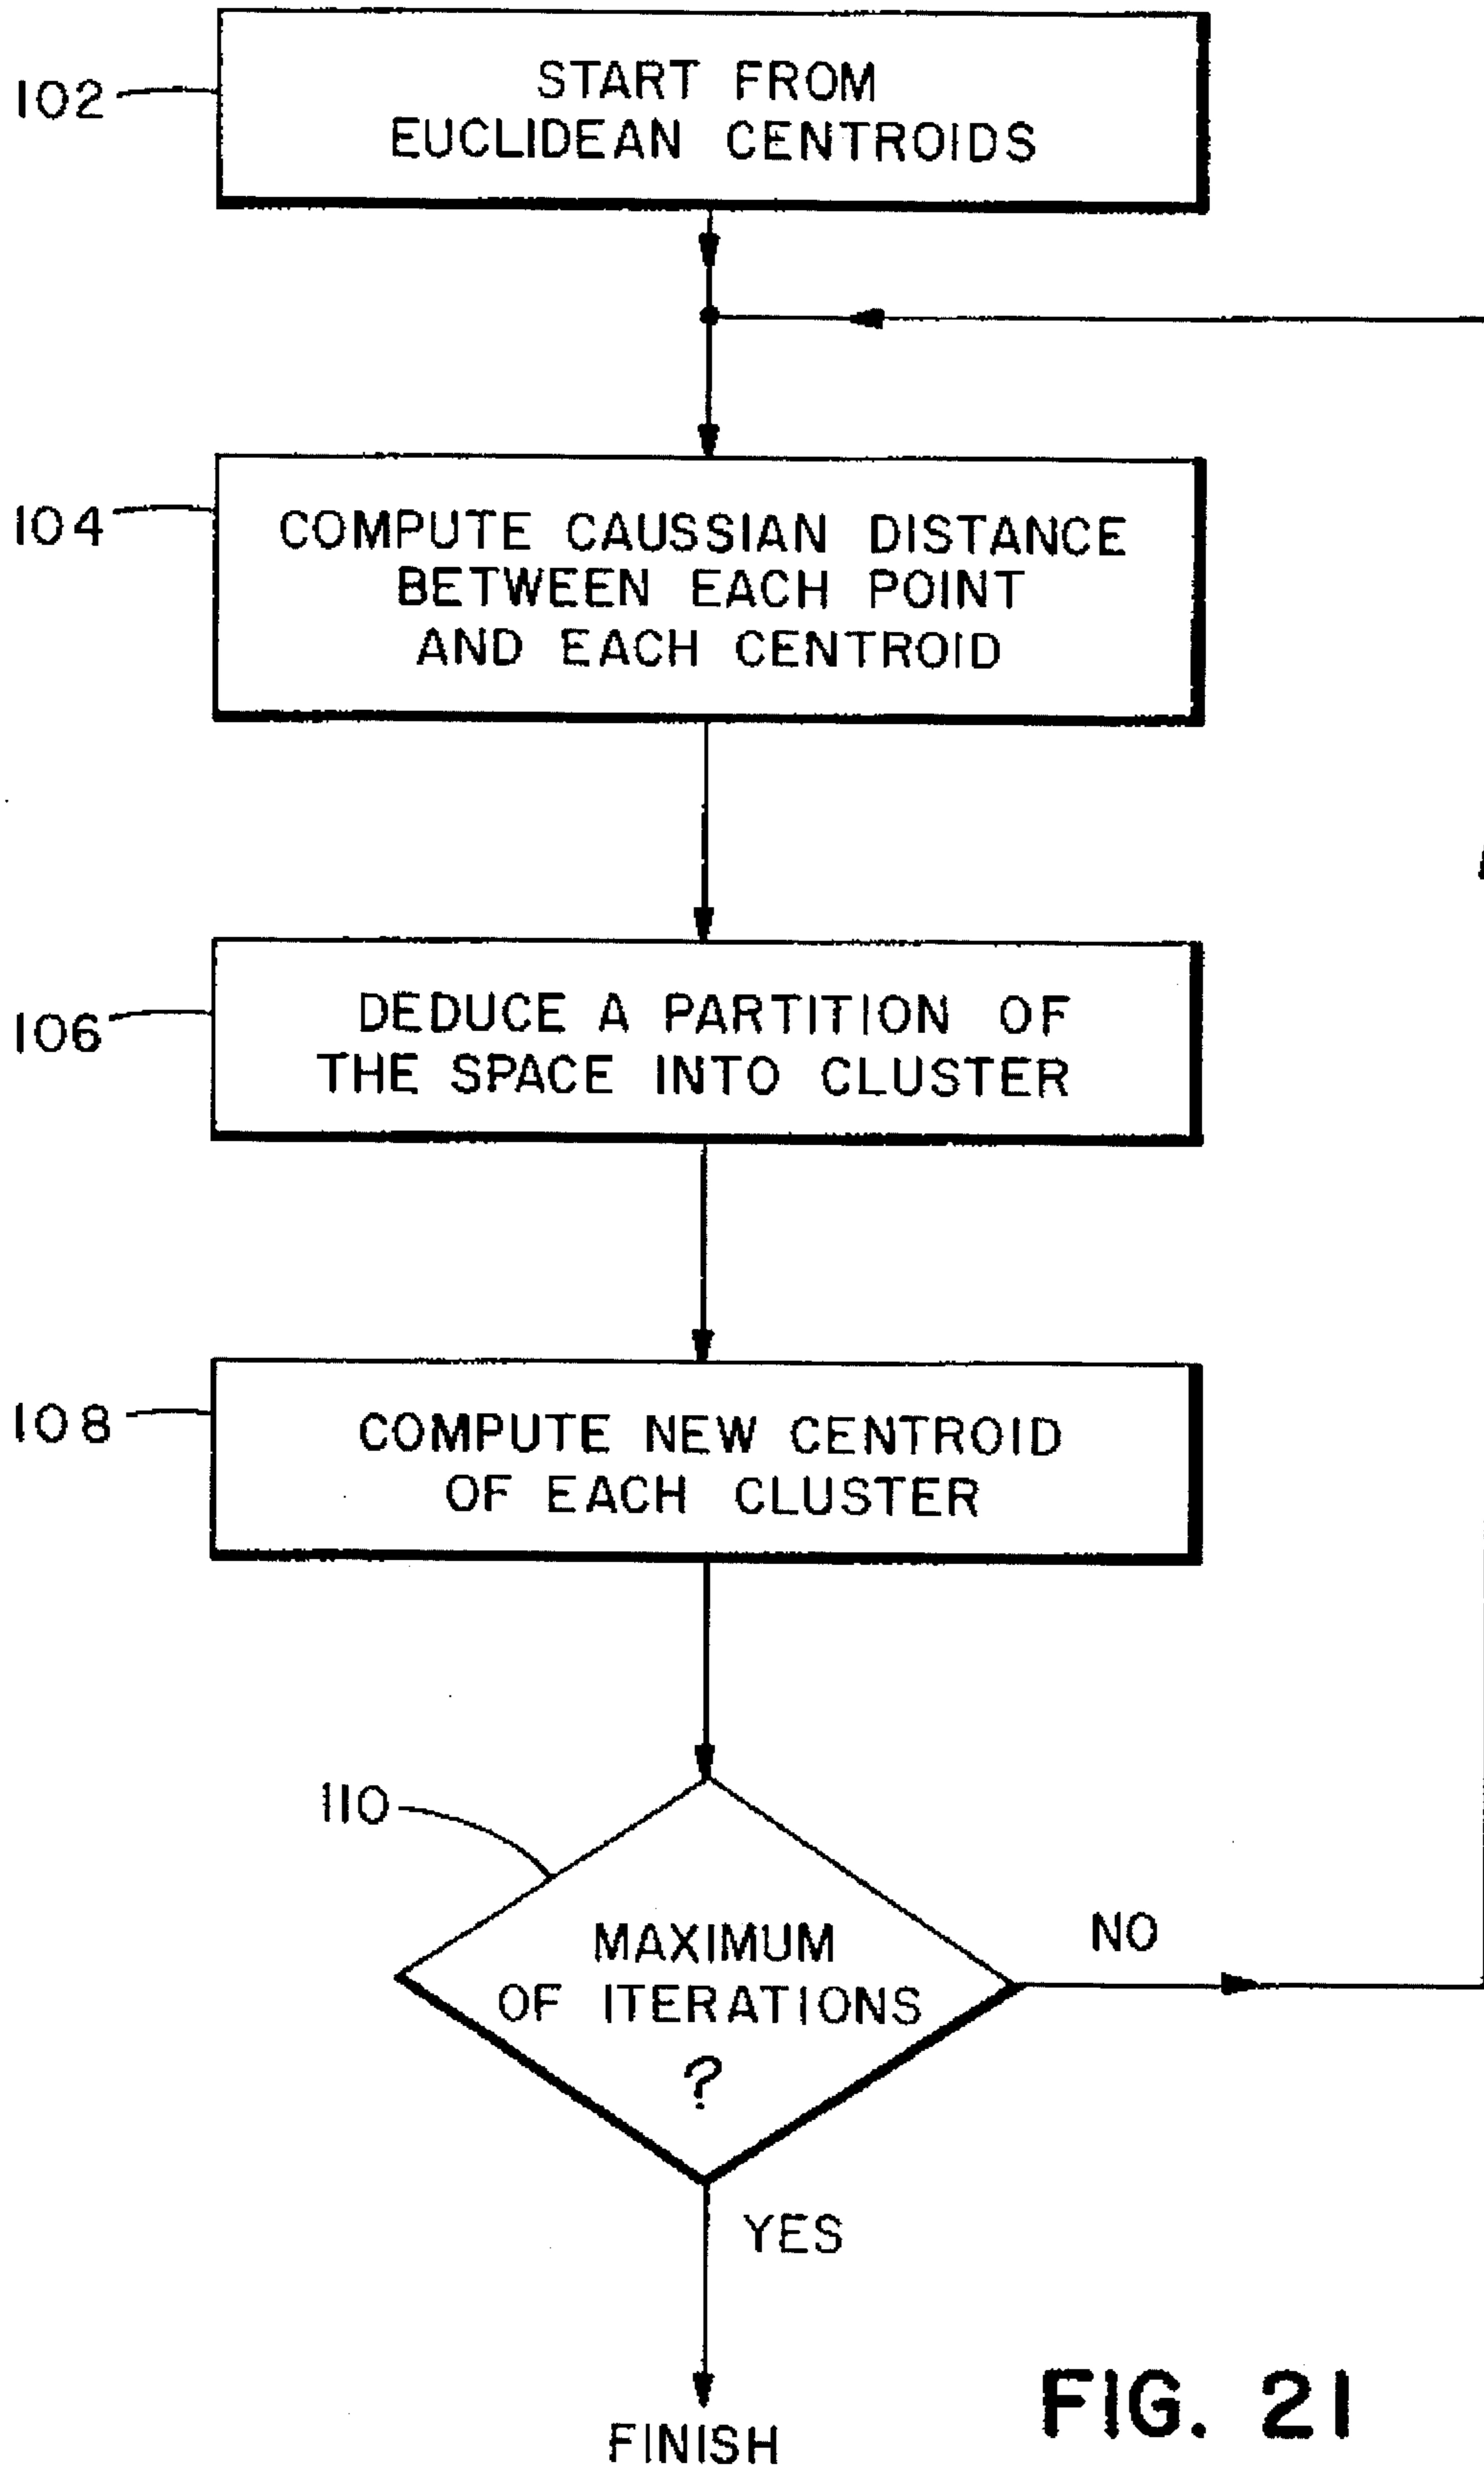 102
START FROM
EUCLIDEAN CENTROIDS
104
COMPUTE CAUSSIAN DISTANCE
BETWEEN EACH POINT
AND EACH CENTROID
106
DEDUCE A PARTITION OF
THE SPACE INTO CLUSTER
108
COMPUTE NEW CENTROID
OF EACH CLUSTER
110
MAXIMUM
OF ITERATIONS
?
NO
YES
FINISH
FIG. 21